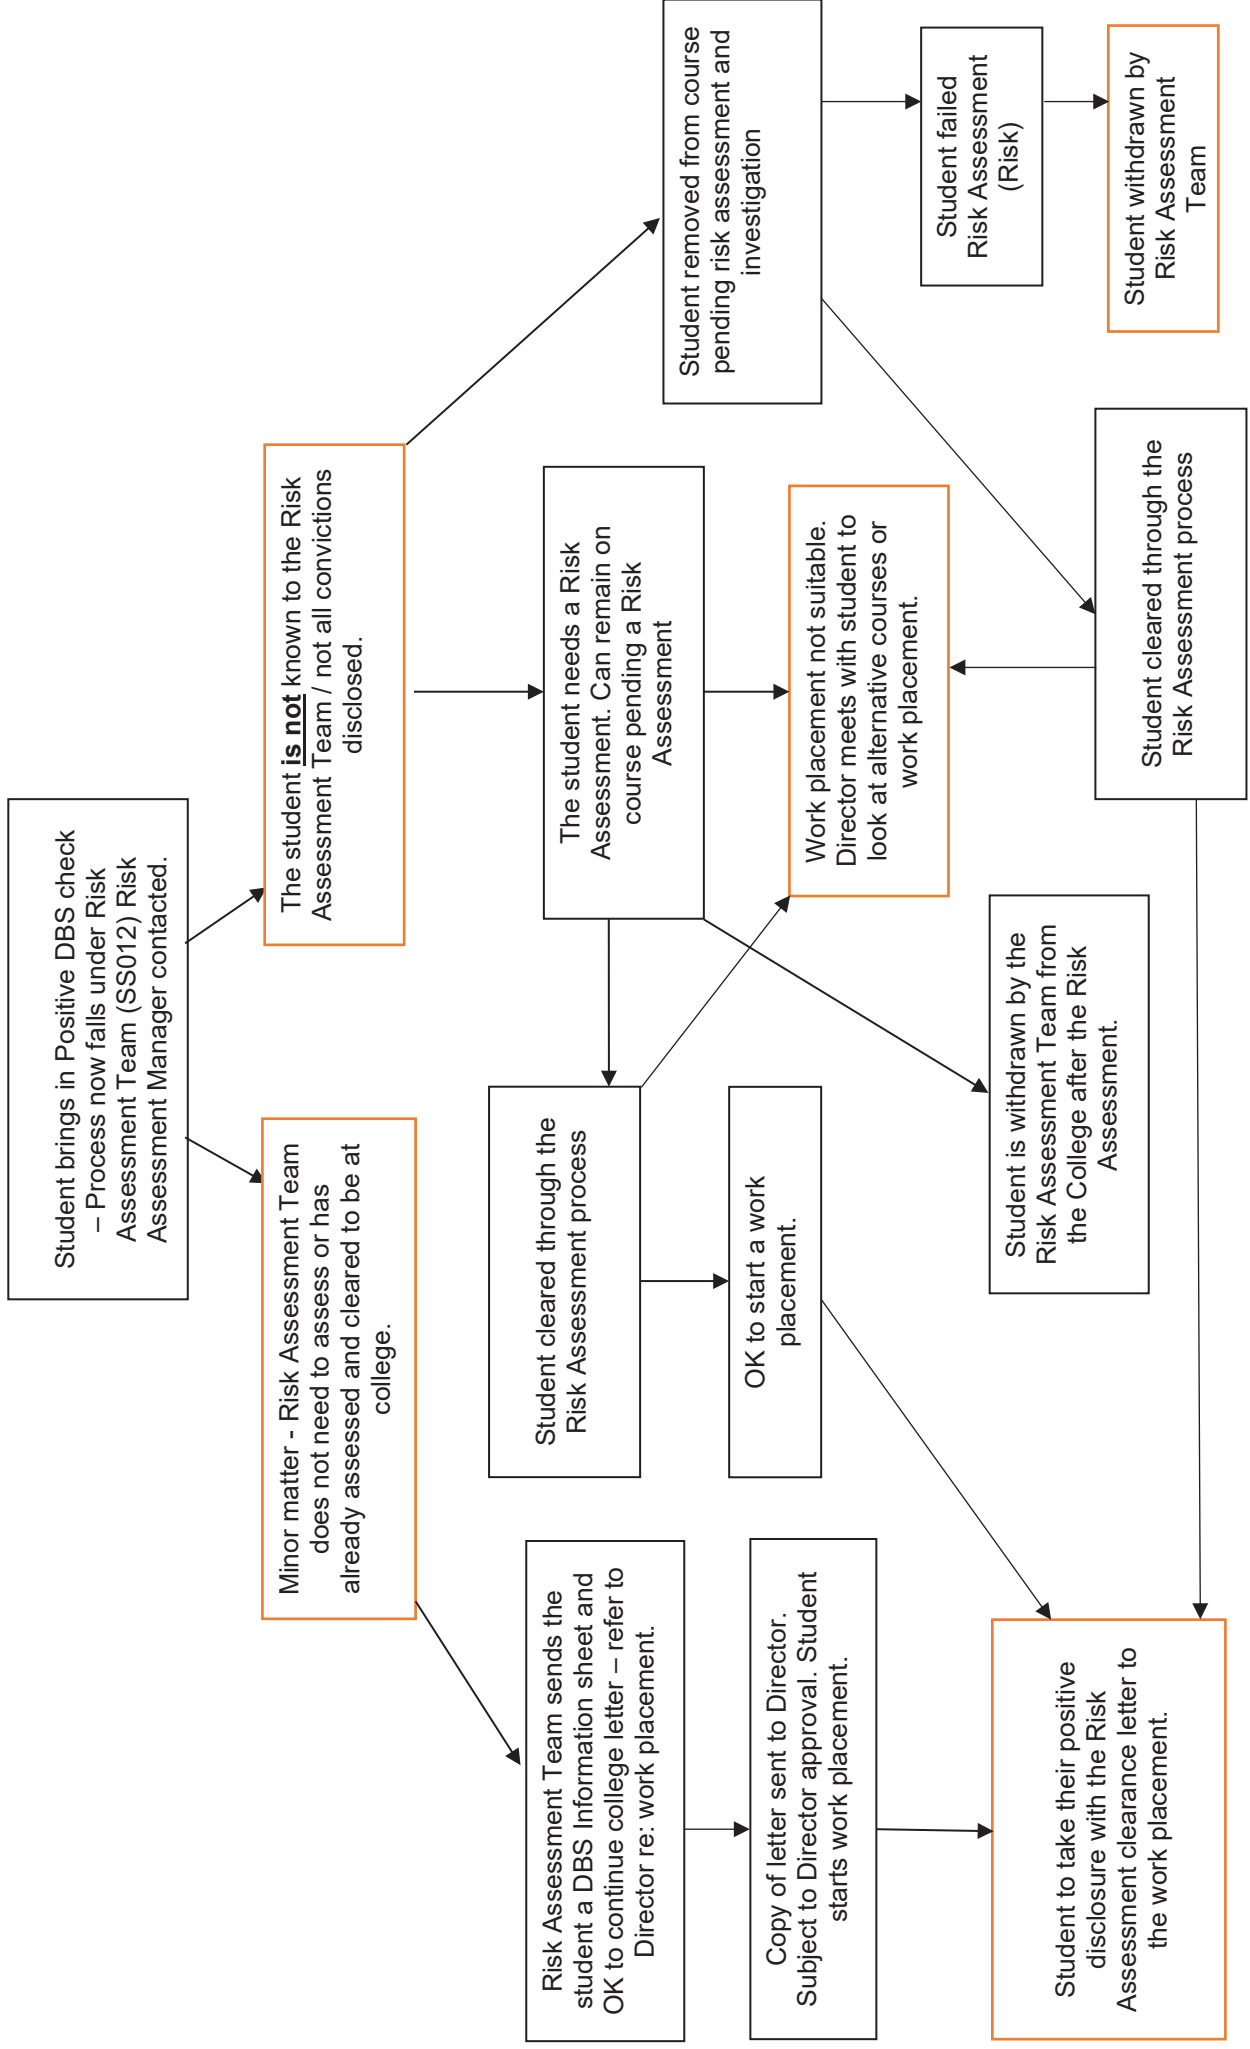 Student brings in Positive DBS check
– Process now falls under Risk
Assessment Team (SS012) Risk
Assessment Manager contacted.
Minor matter - Risk Assessment Team
does not need to assess or has
already assessed and cleared to be at
college.
The student is not known to the Risk
Assessment Team / not all convictions
disclosed.
Risk Assessment Team sends the
student a DBS Information sheet and
OK to continue college letter – refer to
Director re: work placement.
Student cleared through the
Risk Assessment process
The student needs a Risk
Assessment. Can remain on
course pending a Risk
Assessment
Student removed from course
pending risk assessment and
investigation
Copy of letter sent to Director.
Subject to Director approval. Student
starts work placement.
OK to start a work
placement.
Work placement not suitable.
Director meets with student to
look at alternative courses or
work placement.
Student failed
Risk Assessment
(Risk)
Student to take their positive
disclosure with the Risk
Assessment clearance letter to
the work placement.
Student is withdrawn by the
Risk Assessment Team from
the College after the Risk
Assessment.
Student cleared through the
Risk Assessment process
Student withdrawn by
Risk Assessment
Team